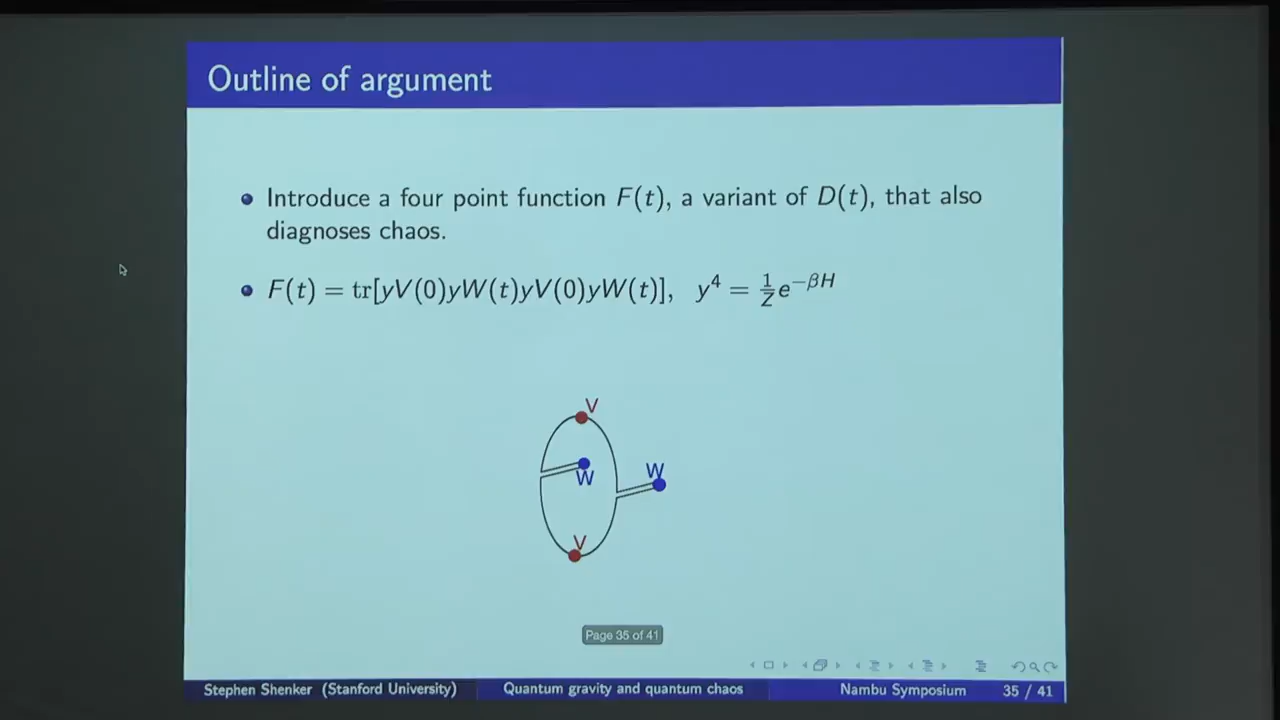 Outline of argument
Introduce a four point function F(t), a variant of D(t), that also
diagnoses chaos.
F(t) = tr[yV(0)yW(t)yV(0)yW(t)], y⁴ = 1/Z e^{−βH}
V
W
W
V
Page 35 of 41
Stephen Shenker (Stanford University) Quantum gravity and quantum chaos Nambu Symposium 35 / 41